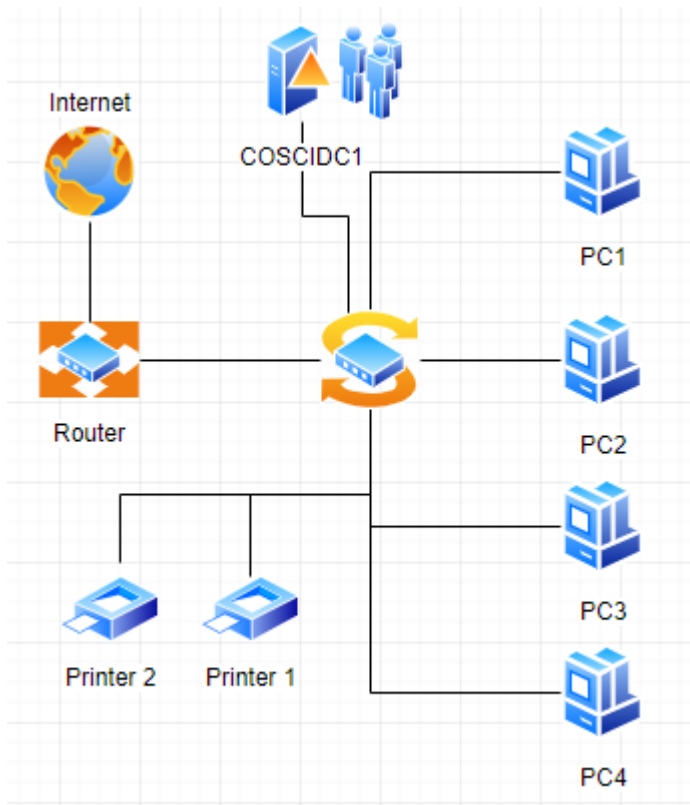 Internet
COSCIDC1
PC1
Router
PC2
PC3
Printer 2
Printer 1
PC4